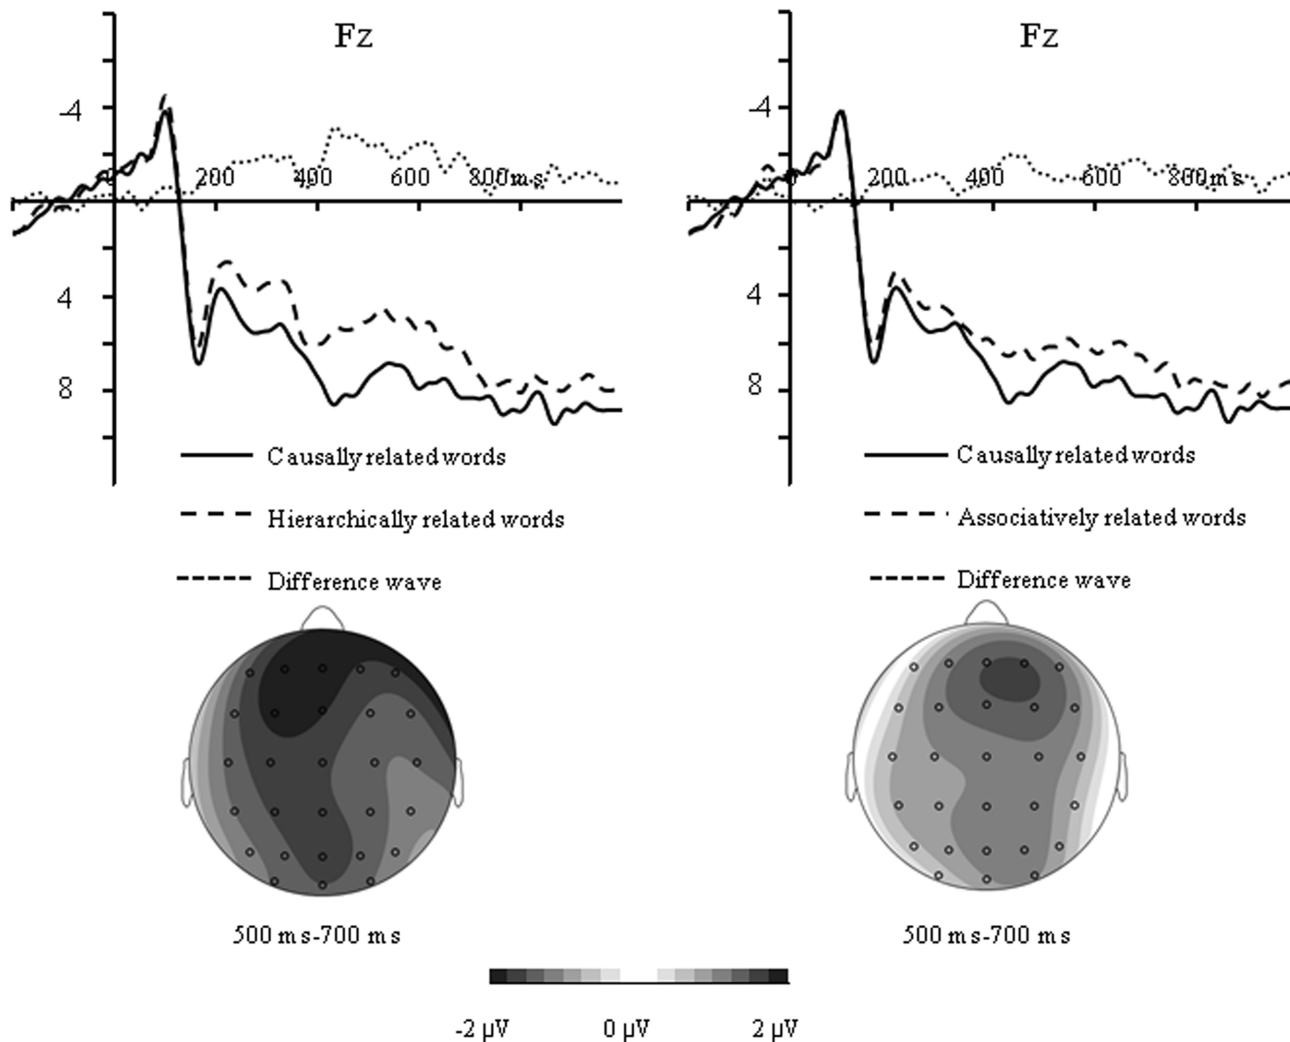 Fz
-4
0 200 400 600 800ms
4
8
Causally related words
Hierarchically related words
Difference wave
500 ms-700 ms
Fz
-4
0 200 400 600 800ms
4
8
Causally related words
Associatively related words
Difference wave
500 ms-700 ms
-2 μV 0 μV 2 μV